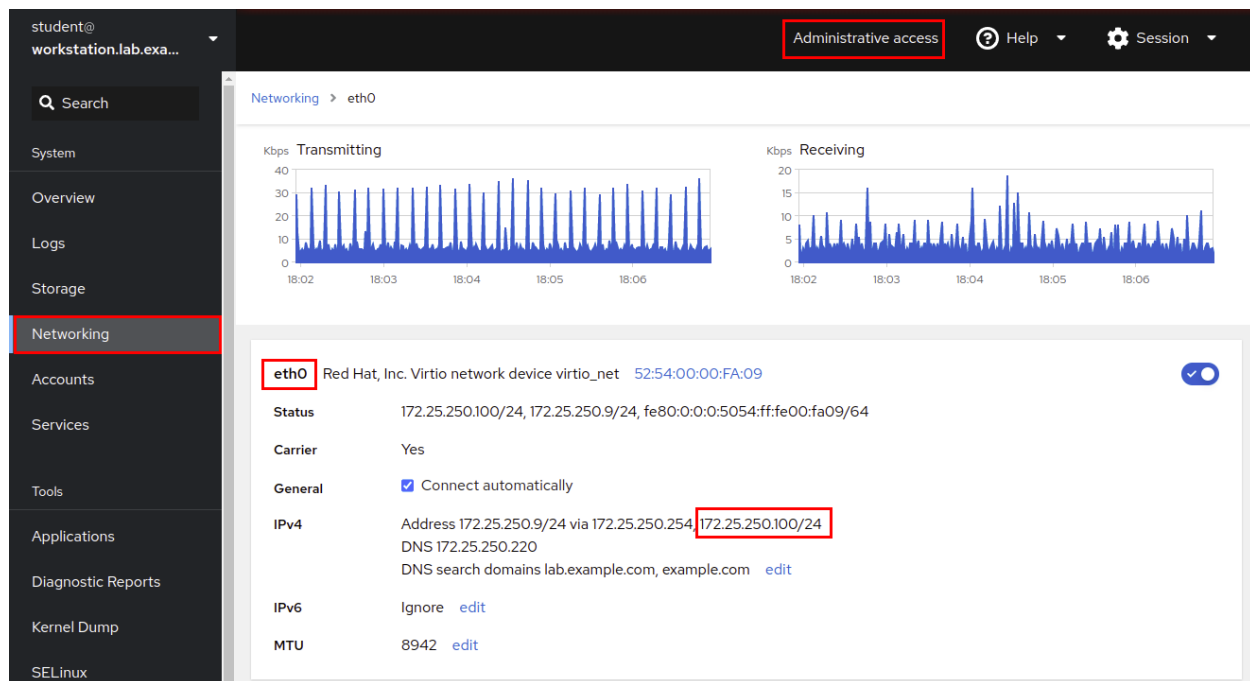 student@
workstation.lab.exa...
Administrative access
Help
Session
Search
System
Overview
Logs
Storage
Networking
Accounts
Services
Tools
Applications
Diagnostic Reports
Kernel Dump
SELinux
Networking > eth0
Kbps Transmitting
40
30
20
10
0
18:02 18:03 18:04 18:05 18:06
Kbps Receiving
20
15
10
5
0
18:02 18:03 18:04 18:05 18:06
eth0 Red Hat, Inc. Virtio network device virtio_net 52:54:00:00:FA:09
Status 172.25.250.100/24, 172.25.250.9/24, fe80:0:0:0:5054:ff:fe00:fa09/64
Carrier Yes
General Connect automatically
IPv4 Address 172.25.250.9/24 via 172.25.250.254, 172.25.250.100/24
DNS 172.25.250.220
DNS search domains lab.example.com, example.com edit
IPv6 Ignore edit
MTU 8942 edit